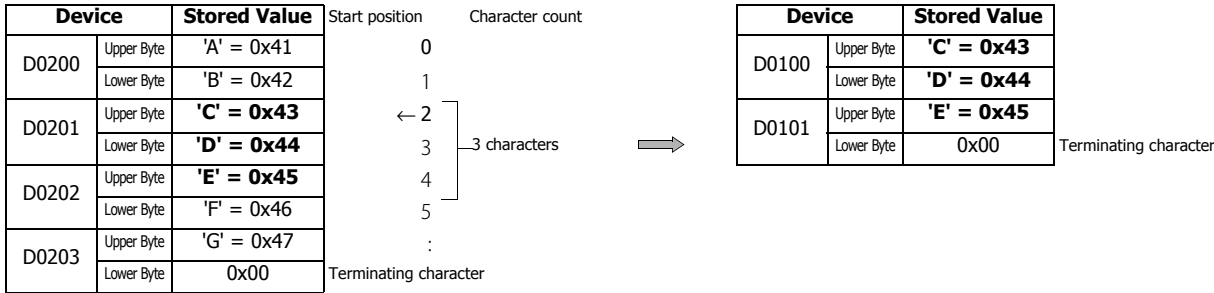 Device Stored Value Start position Character count Device Stored Value
D0200 Upper Byte 'A' = 0x41 0 D0100 Upper Byte 'C' = 0x43
Lower Byte 'B' = 0x42 1 Lower Byte 'D' = 0x44
D0201 Upper Byte 'C' = 0x43 ← 2 D0101 Upper Byte 'E' = 0x45
Lower Byte 'D' = 0x44 3 3 characters Lower Byte 0x00 Terminating character
D0202 Upper Byte 'E' = 0x45 4
Lower Byte 'F' = 0x46 5
D0203 Upper Byte 'G' = 0x47 :
Lower Byte 0x00 Terminating character